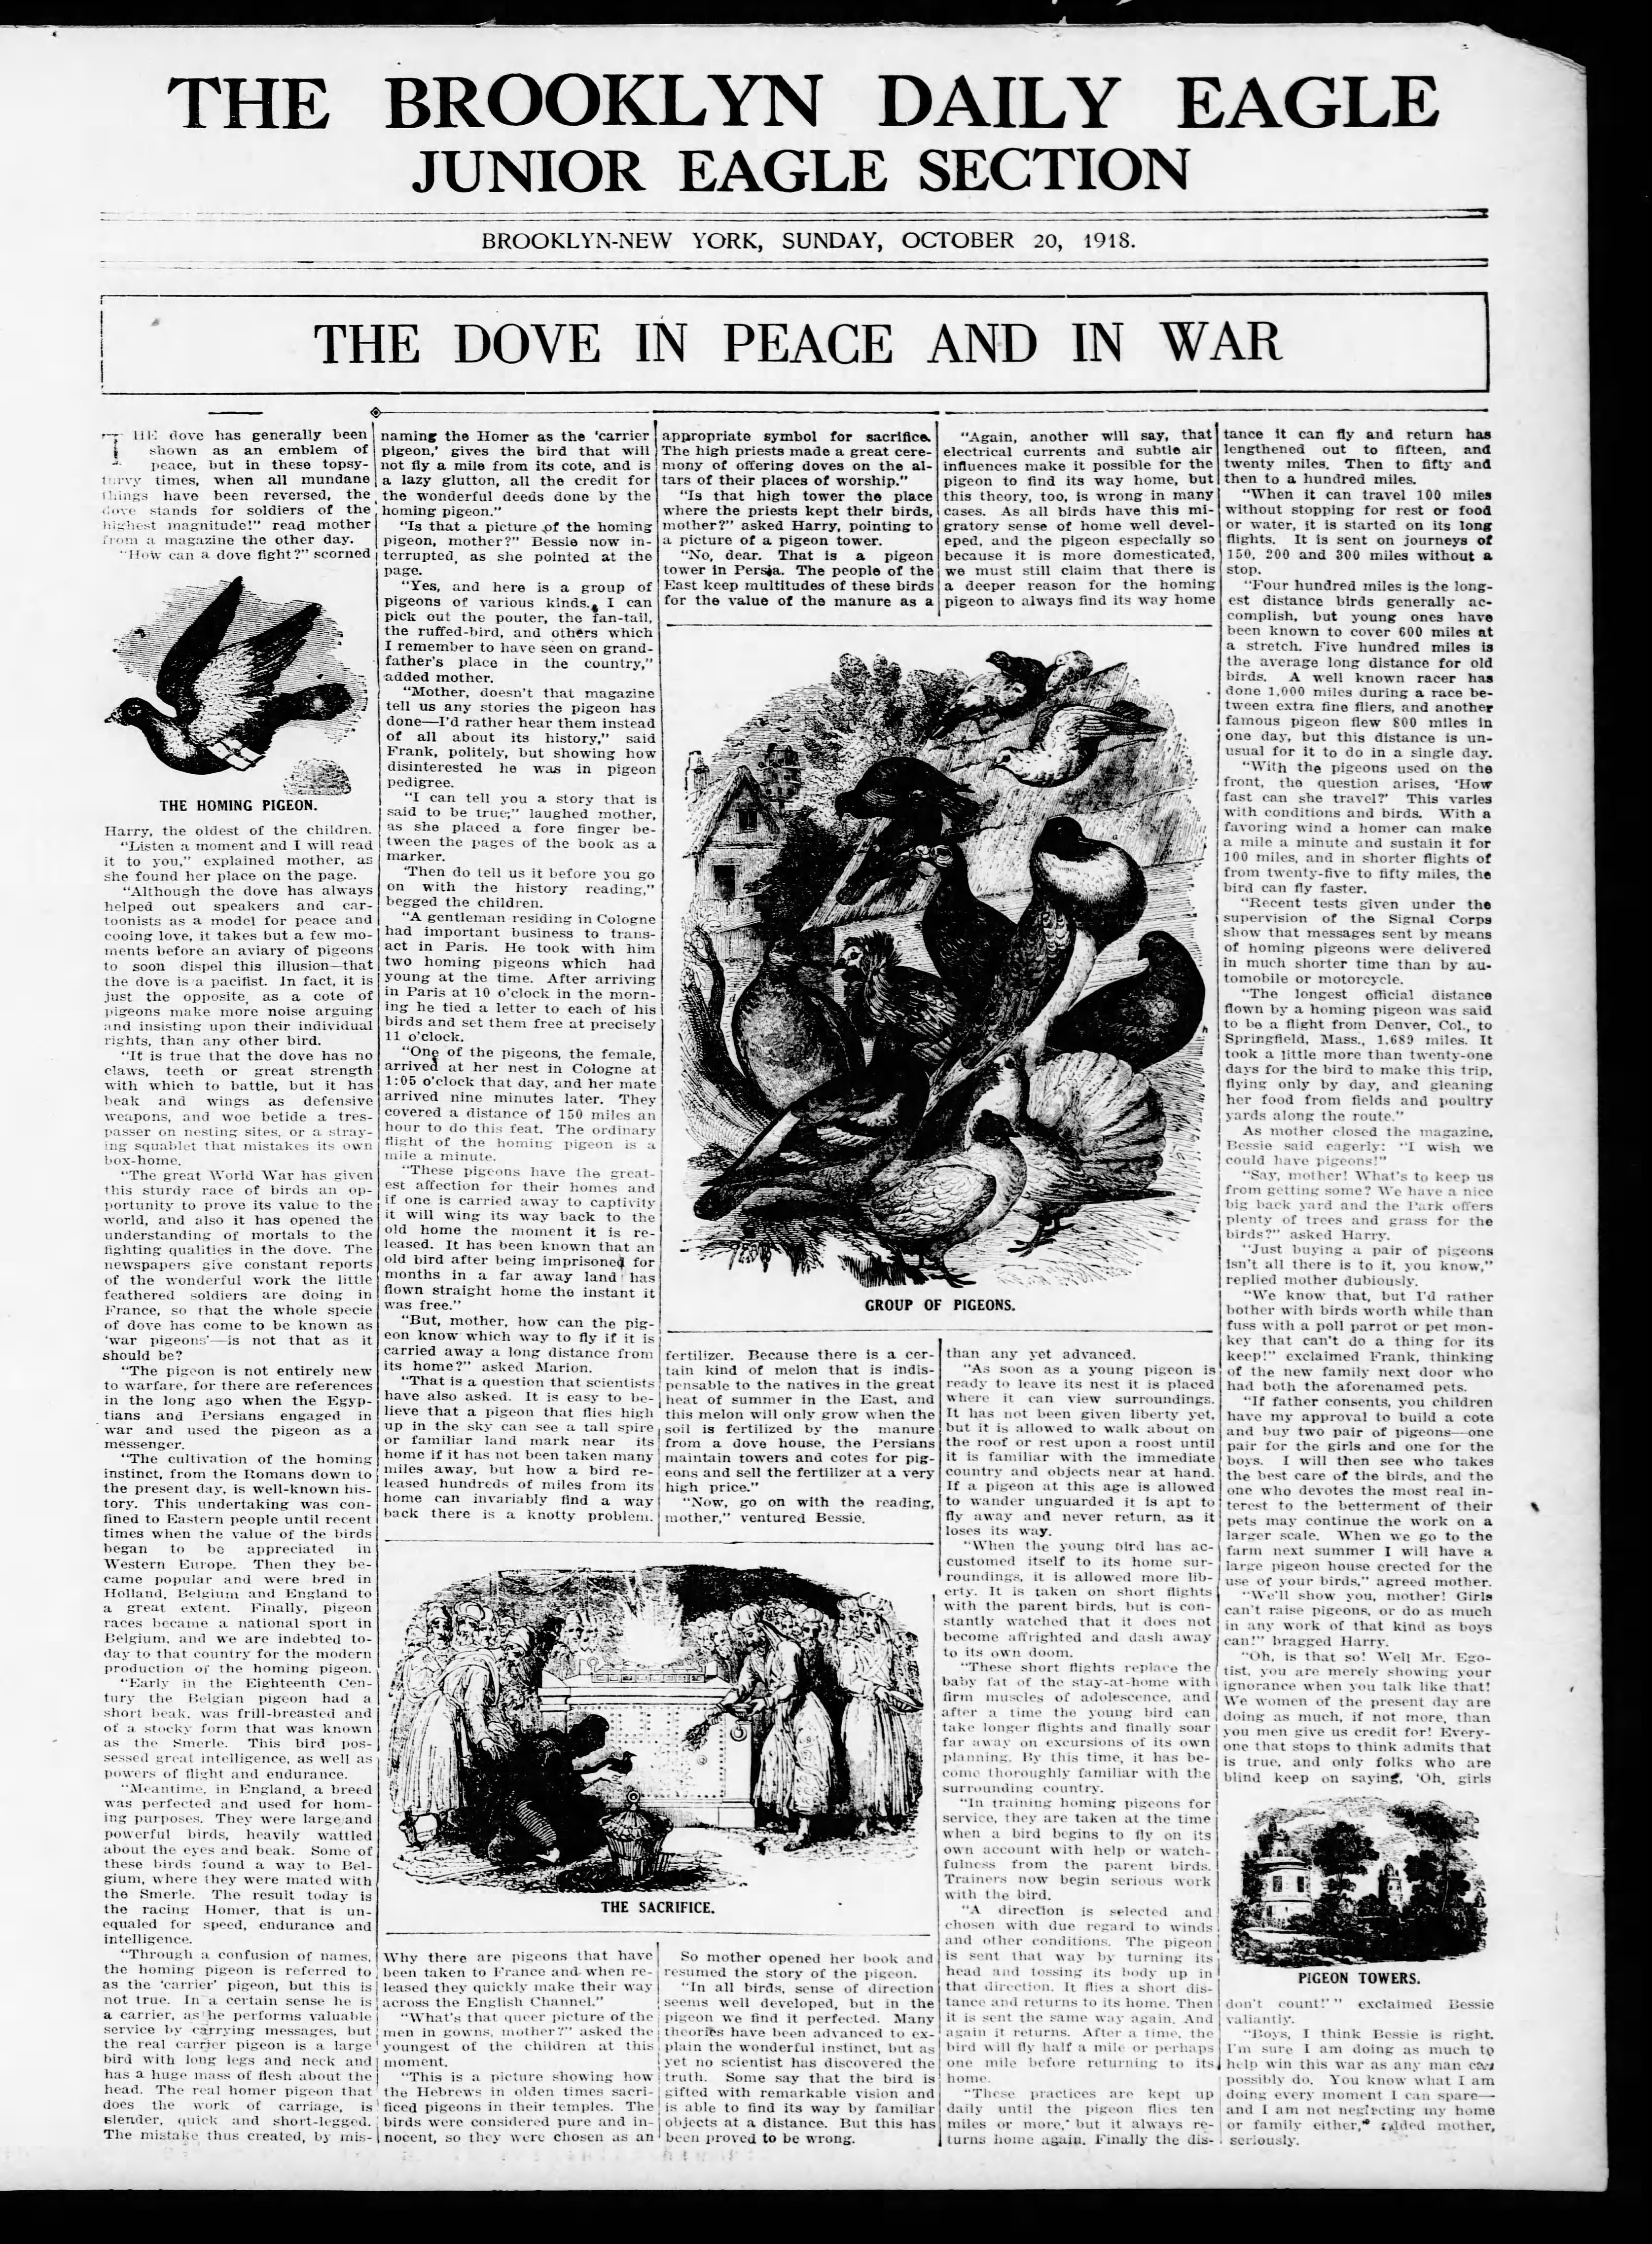 THE BROOKLYN DAILY EAGLE
JUNIOR EAGLE SECTION
BROOKLYN-NEW YORK, SUNDAY, OCTOBER 20, 1918.
THE DOVE IN PEACE AND IN WAR
THE dove has generally been
shown as an emblem of
peace, but in these topsy-
turvy times, when all mundane
things have been reversed, the
dove stands for soldiers of the
highest magnitude!" read mother
from a magazine the other day.
"How can a dove fight?" scorned
THE HOMING PIGEON.
Harry, the oldest of the children.
"Listen a moment and I will read
it to you," explained mother, as
she found her place on the page.
"Although the dove has always
helped out speakers and car-
toonists as a model for peace and
cooing love, it takes but a few mo-
ments before an aviary of pigeons
to soon dispel this illusion—that
the dove is a pacifist. In fact, it is
just the opposite, as a cote of
pigeons make more noise arguing
and insisting upon their individual
rights, than any other bird.
"It is true that the dove has no
claws, teeth or great strength
with which to battle, but it has
beak and wings as defensive
weapons, and woe betide a tres-
passer on nesting sites, or a stray-
ing squablet that mistakes its own
box-home.
"The great World War has given
this sturdy race of birds an op-
portunity to prove its value to the
world, and also it has opened the
understanding of mortals to the
fighting qualities in the dove. The
newspapers give constant reports
of the wonderful work the little
feathered soldiers are doing in
France, so that the whole specie
of dove has come to be known as
'war pigeons'—is not that as it
should be?
"The pigeon is not entirely new
to warfare, for there are references
in the long ago when the Egyp-
tians and Persians engaged in
war and used the pigeon as a
messenger.
"The cultivation of the homing
instinct, from the Romans down to
the present day, is well-known his-
tory. This undertaking was con-
fined to Eastern people until recent
times when the value of the birds
began to be appreciated in
Western Europe. Then they be-
came popular and were bred in
Holland, Belgium and England to
a great extent. Finally, pigeon
races became a national sport in
Belgium, and we are indebted to-
day to that country for the modern
production of the homing pigeon.
"Early in the Eighteenth Cen-
tury the Belgian pigeon had a
short beak, was frill-breasted and
of a stocky form that was known
as the Smerle. This bird pos-
sessed great intelligence, as well as
powers of flight and endurance.
"Meantime, in England, a breed
was perfected and used for hom-
ing purposes. They were large and
powerful birds, heavily wattled
about the eyes and beak. Some of
these birds found a way to Bel-
gium, where they were mated with
the Smerle. The result today is
the racing Homer, that is un-
equaled for speed, endurance and
intelligence.
"Through a confusion of names,
the homing pigeon is referred to
as the 'carrier' pigeon, but this is
not true. In a certain sense he is
a carrier, as he performs valuable
service by carrying messages, but
the real carrier pigeon is a large
bird with long legs and neck and
has a huge mass of flesh about the
head. The real homer pigeon that
does the work of carriage, is
slender, quick and short-legged.
The mistake thus created, by mis-
naming the Homer as the 'carrier
pigeon,' gives the bird that will
not fly a mile from its cote, and is
a lazy glutton, all the credit for
the wonderful deeds done by the
homing pigeon."
"Is that a picture of the homing
pigeon, mother?" Bessie now in-
terrupted, as she pointed at the
page.
"Yes, and here is a group of
pigeons of various kinds. I can
pick out the pouter, the fan-tail,
the ruffed-bird, and others which
I remember to have seen on grand-
father's place in the country,"
added mother.
"Mother, doesn't that magazine
tell us any stories the pigeon has
done—I'd rather hear them instead
of all about its history," said
Frank, politely, but showing how
disinterested he was in pigeon
pedigree.
"I can tell you a story that is
said to be true;" laughed mother,
as she placed a fore finger be-
tween the pages of the book as a
marker.
'Then do tell us it before you go
on with the history reading,"
begged the children.
"A gentleman residing in Cologne
had important business to trans-
act in Paris. He took with him
two homing pigeons which had
young at the time. After arriving
in Paris at 10 o'clock in the morn-
ing he tied a letter to each of his
birds and set them free at precisely
11 o'clock.
"One of the pigeons, the female,
arrived at her nest in Cologne at
1:05 o'clock that day, and her mate
arrived nine minutes later. They
covered a distance of 150 miles an
hour to do this feat. The ordinary
flight of the homing pigeon is a
mile a minute.
"These pigeons have the great-
est affection for their homes and
if one is carried away to captivity
it will wing its way back to the
old home the moment it is re-
leased. It has been known that an
old bird after being imprisoned for
months in a far away land has
flown straight home the instant it
was free."
"But, mother, how can the pig-
eon know which way to fly if it is
carried away a long distance from
its home?" asked Marion.
"That is a question that scientists
have also asked. It is easy to be-
lieve that a pigeon that flies high
up in the sky can see a tall spire
or familiar land mark near its
home if it has not been taken many
miles away, but how a bird re-
leased hundreds of miles from its
home can invariably find a way
back there is a knotty problem.
THE SACRIFICE.
Why there are pigeons that have
been taken to France and when re-
leased they quickly make their way
across the English Channel."
"What's that queer picture of the
men in gowns, mother?" asked the
youngest of the children at this
moment.
"This is a picture showing how
the Hebrews in olden times sacri-
ficed pigeons in their temples. The
birds were considered pure and in-
nocent, so they were chosen as an
appropriate symbol for sacrifice.
The high priests made a great cere-
mony of offering doves on the al-
tars of their places of worship."
"Is that high tower the place
where the priests kept their birds,
mother?" asked Harry, pointing to
a picture of a pigeon tower.
"No, dear. That is a pigeon
tower in Persia. The people of the
East keep multitudes of these birds
for the value of the manure as a
GROUP OF PIGEONS.
fertilizer. Because there is a cer-
tain kind of melon that is indis-
pensable to the natives in the great
heat of summer in the East, and
this melon will only grow when the
soil is fertilized by the manure
from a dove house, the Persians
maintain towers and cotes for pig-
eons and sell the fertilizer at a very
high price."
"Now, go on with the reading,
mother," ventured Bessie.
So mother opened her book and
resumed the story of the pigeon.
"In all birds, sense of direction
seems well developed, but in the
pigeon we find it perfected. Many
theories have been advanced to ex-
plain the wonderful instinct, but as
yet no scientist has discovered the
truth. Some say that the bird is
gifted with remarkable vision and
is able to find its way by familiar
objects at a distance. But this has
been proved to be wrong.
"Again, another will say, that
electrical currents and subtle air
influences make it possible for the
pigeon to find its way home, but
this theory, too, is wrong in many
cases. As all birds have this mi-
gratory sense of home well devel-
eped, and the pigeon especially so
because it is more domesticated,
we must still claim that there is
a deeper reason for the homing
pigeon to always find its way home
than any yet advanced.
"As soon as a young pigeon is
ready to leave its nest it is placed
where it can view surroundings.
It has not been given liberty yet,
but it is allowed to walk about on
the roof or rest upon a roost until
it is familiar with the immediate
country and objects near at hand.
If a pigeon at this age is allowed
to wander unguarded it is apt to
fly away and never return, as it
loses its way.
"When the young bird has ac-
customed itself to its home sur-
roundings, it is allowed more lib-
erty. It is taken on short flights
with the parent birds, but is con-
stantly watched that it does not
become affrighted and dash away
to its own doom.
"These short flights replace the
baby fat of the stay-at-home with
firm muscles of adolescence, and
after a time the young bird can
take longer flights and finally soar
far away on excursions of its own
planning. By this time, it has be-
come thoroughly familiar with the
surrounding country.
"In training homing pigeons for
service, they are taken at the time
when a bird begins to fly on its
own account with help or watch-
fulness from the parent birds.
Trainers now begin serious work
with the bird.
"A direction is selected and
chosen with due regard to winds
and other conditions. The pigeon
is sent that way by turning its
head and tossing its body up in
that direction. It flies a short dis-
tance and returns to its home. Then
it is sent the same way again. And
again it returns. After a time, the
bird will fly half a mile or perhaps
one mile before returning to its
home.
"These practices are kept up
daily until the pigeon flies ten
miles or more, but it always re-
turns home again. Finally the dis-
tance it can fly and return has
lengthened out to fifteen, and
twenty miles. Then to fifty and
then to a hundred miles.
"When it can travel 100 miles
without stopping for rest or food
or water, it is started on its long
flights. It is sent on journeys of
150, 200 and 300 miles without a
stop.
"Four hundred miles is the long-
est distance birds generally ac-
complish, but young ones have
been known to cover 600 miles at
a stretch. Five hundred miles is
the average long distance for old
birds. A well known racer has
done 1,000 miles during a race be-
tween extra fine fliers, and another
famous pigeon flew 800 miles in
one day, but this distance is un-
usual for it to do in a single day.
"With the pigeons used on the
front, the question arises, 'How
fast can she travel?' This varies
with conditions and birds. With a
favoring wind a homer can make
a mile a minute and sustain it for
100 miles, and in shorter flights of
from twenty-five to fifty miles, the
bird can fly faster.
"Recent tests given under the
supervision of the Signal Corps
show that messages sent by means
of homing pigeons were delivered
in much shorter time than by au-
tomobile or motorcycle.
"The longest official distance
flown by a homing pigeon was said
to be a flight from Denver, Col., to
Springfield, Mass., 1,689 miles. It
took a little more than twenty-one
days for the bird to make this trip,
flying only by day, and gleaning
her food from fields and poultry
yards along the route."
As mother closed the magazine,
Bessie said eagerly: "I wish we
could have pigeons!"
"Say, mother! What's to keep us
from getting some? We have a nice
big back yard and the Park offers
plenty of trees and grass for the
birds?" asked Harry.
"Just buying a pair of pigeons
isn't all there is to it, you know,"
replied mother dubiously.
"We know that, but I'd rather
bother with birds worth while than
fuss with a poll parrot or pet mon-
key that can't do a thing for its
keep!" exclaimed Frank, thinking
of the new family next door who
had both the aforenamed pets.
"If father consents, you children
have my approval to build a cote
and buy two pair of pigeons—one
pair for the girls and one for the
boys. I will then see who takes
the best care of the birds, and the
one who devotes the most real in-
terest to the betterment of their
pets may continue the work on a
larger scale. When we go to the
farm next summer I will have a
large pigeon house erected for the
use of your birds," agreed mother.
"We'll show you, mother! Girls
can't raise pigeons, or do as much
in any work of that kind as boys
can!" bragged Harry.
"Oh, is that so! Well Mr. Ego-
tist, you are merely showing your
ignorance when you talk like that!
We women of the present day are
doing as much, if not more, than
you men give us credit for! Every-
one that stops to think admits that
is true, and only folks who are
blind keep on saying, 'Oh, girls
PIGEON TOWERS.
don't count!'" exclaimed Bessie
valiantly.
"Boys, I think Bessie is right.
I'm sure I am doing as much to
help win this war as any man can
possibly do. You know what I am
doing every moment I can spare—
and I am not neglecting my home
or family either," added mother,
seriously.